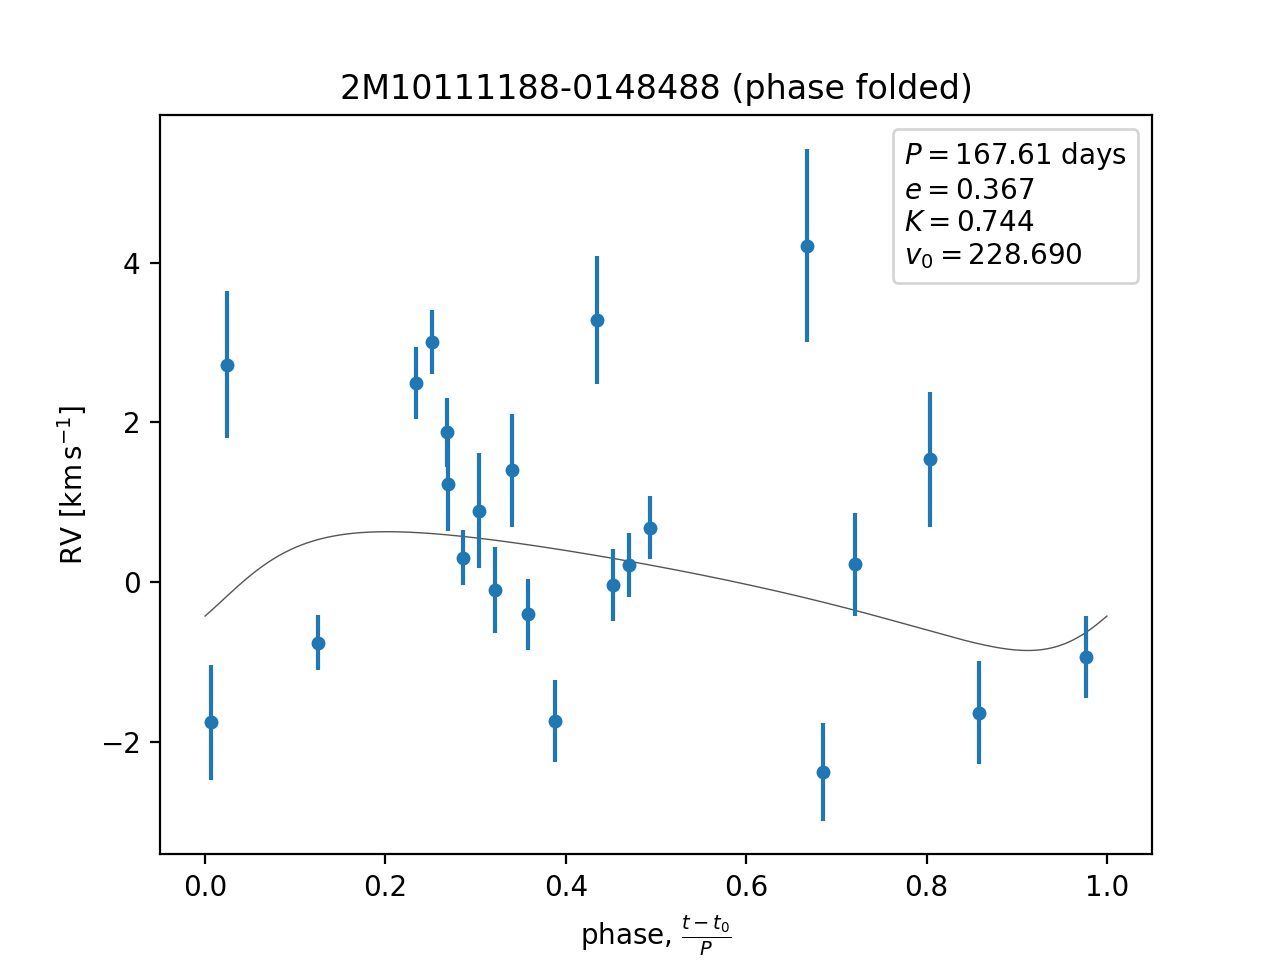 2M10111188-0148488 (phase folded)
P = 167.61 days
e = 0.367
K = 0.744
v₀ = 228.690
RV [km s⁻¹]
4
2
0
−2
0.0 0.2 0.4 0.6 0.8 1.0
phase, (t − t₀)/P